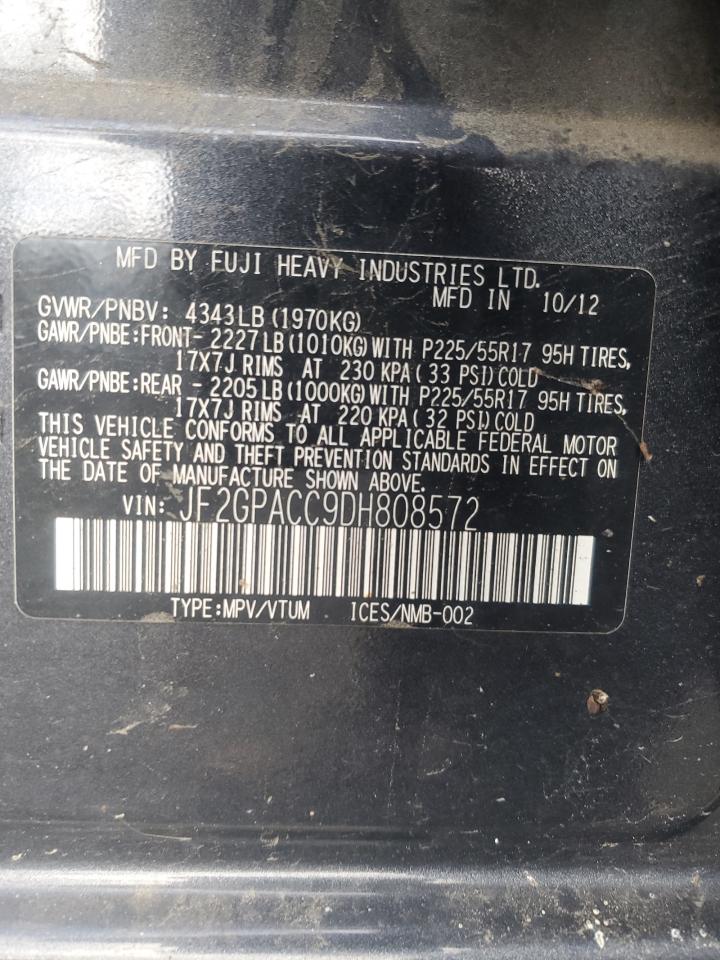 MFD BY FUJI HEAVY INDUSTRIES LTD.
MFD IN 10/12
GVWR/PNBV: 4343LB(1970KG)
GAWR/PNBE:FRONT- 2227LB(1010KG)WITH P225/55R17 95H TIRES,
17X7J RIMS AT 230 KPA( 33 PSI)COLD
GAWR/PNBE:REAR - 2205LB(1000KG)WITH P225/55R17 95H TIRES,
17X7J RIMS AT 220 KPA( 32 PSI)COLD
THIS VEHICLE CONFORMS TO ALL APPLICABLE FEDERAL MOTOR
VEHICLE SAFETY AND THEFT PREVENTION STANDARDS IN EFFECT ON
THE DATE OF MANUFACTURE SHOWN ABOVE.
VIN: JF2GPACC9DH808572
TYPE:MPV/VTUM ICES/NMB-002